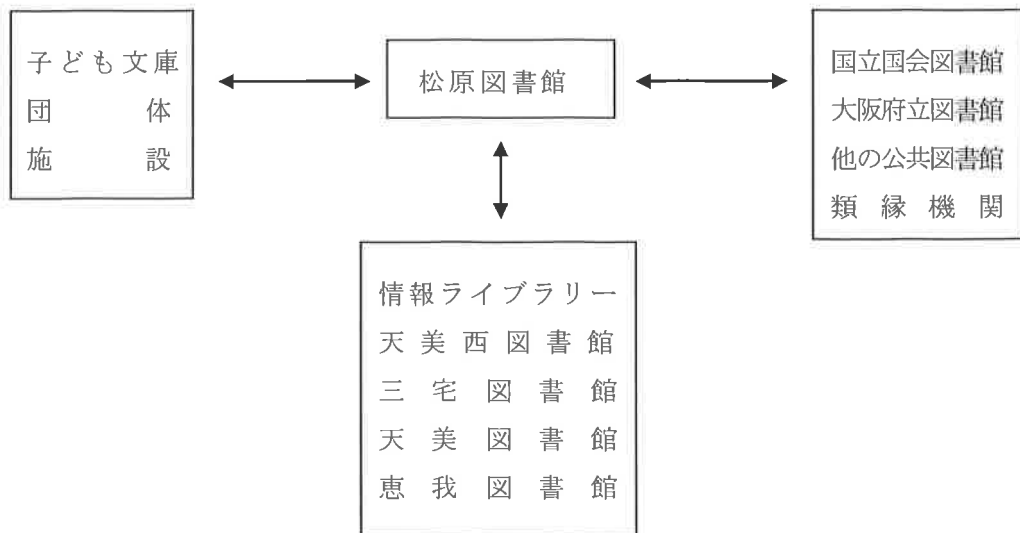 子ども文庫
団体
施設
松原図書館
国立国会図書館
大阪府立図書館
他の公共図書館
類縁機関
情報ライブラリー
天美西図書館
三宅図書館
天美図書館
恵我図書館